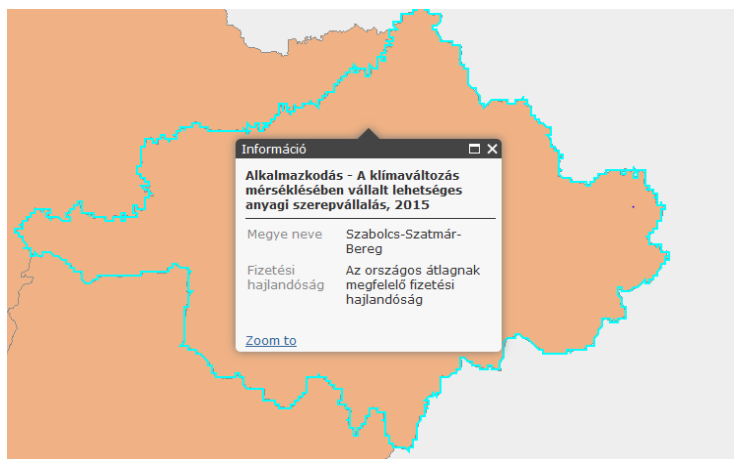 Információ
Alkalmazkodás - A klímaváltozás
mérséklésében vállalt lehetséges
anyagi szerepvállalás, 2015
Megye neve
Szabolcs-Szatmár-
Bereg
Fizetési
hajlandóság
Az országos átlagnak
megfelelő fizetési
hajlandóság
Zoom to